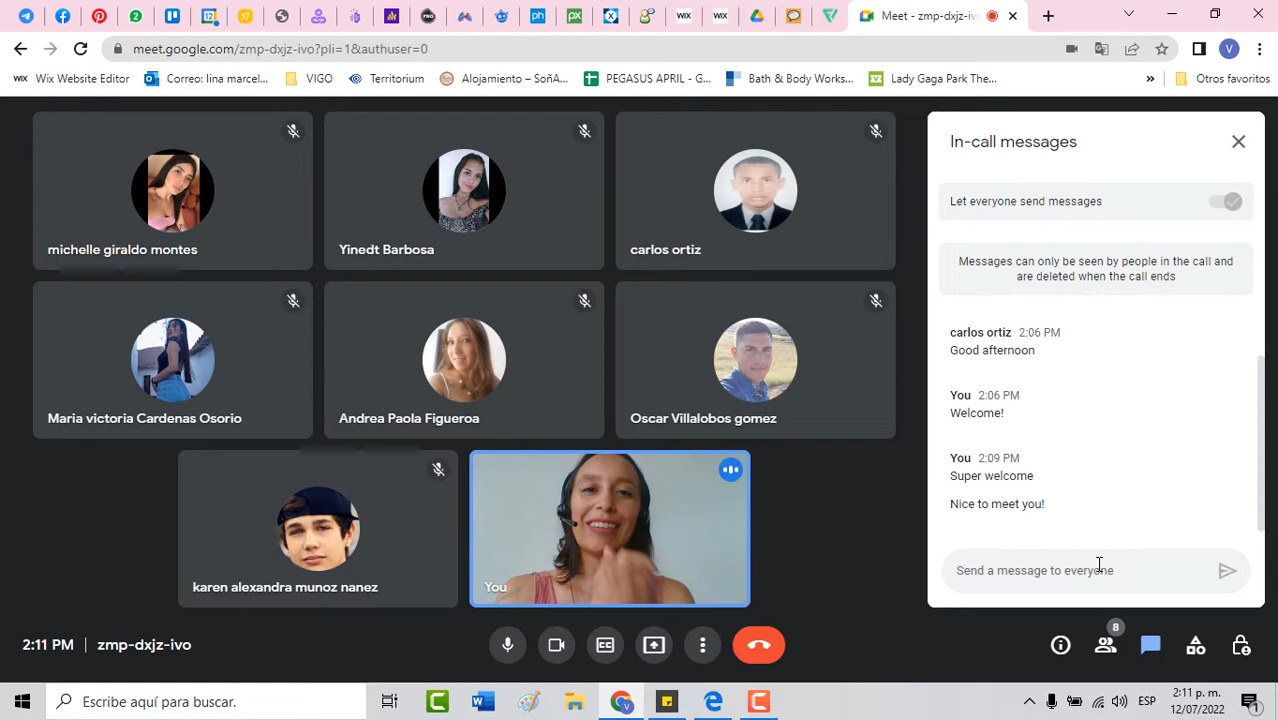 Meet - zmp-dxjz-ivo
meet.google.com/zmp-dxjz-ivo?pli=1&authuser=0
V
WIX Wix Website Editor
Correo: lina marcel...
VIGO
Territorium
Alojamiento – SoñA...
PEGASUS APRIL - G...
Bath & Body Works...
Lady Gaga Park The...
»
Otros favoritos
michelle giraldo montes
Yinedt Barbosa
carlos ortiz
Maria victoria Cardenas Osorio
Andrea Paola Figueroa
Oscar Villalobos gomez
karen alexandra munoz nanez
You
In-call messages
Let everyone send messages
Messages can only be seen by people in the call and
are deleted when the call ends
carlos ortiz 2:06 PM
Good afternoon
You 2:06 PM
Welcome!
You 2:09 PM
Super welcome
Nice to meet you!
Send a message to everyone
2:11 PM | zmp-dxjz-ivo
8
Escribe aquí para buscar.
ESP
2:11 p. m.
12/07/2022